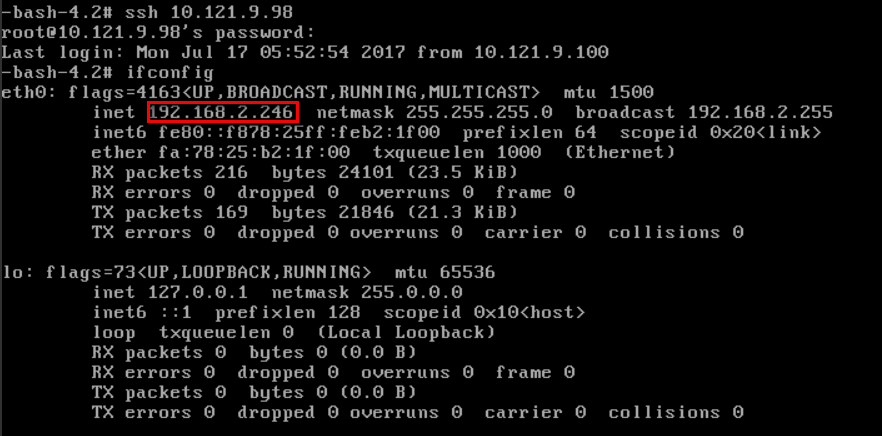 -bash-4.2# ssh 10.121.9.98
root@10.121.9.98's password:
Last login: Mon Jul 17 05:52:54 2017 from 10.121.9.100
-bash-4.2# ifconfig
eth0: flags=4163<UP,BROADCAST,RUNNING,MULTICAST>  mtu 1500
        inet 192.168.2.246  netmask 255.255.255.0  broadcast 192.168.2.255
        inet6 fe80::f878:25ff:feb2:1f00  prefixlen 64  scopeid 0x20<link>
        ether fa:78:25:b2:1f:00  txqueuelen 1000  (Ethernet)
        RX packets 216  bytes 24101 (23.5 KiB)
        RX errors 0  dropped 0  overruns 0  frame 0
        TX packets 169  bytes 21846 (21.3 KiB)
        TX errors 0  dropped 0 overruns 0  carrier 0  collisions 0
lo: flags=73<UP,LOOPBACK,RUNNING>  mtu 65536
        inet 127.0.0.1  netmask 255.0.0.0
        inet6 ::1  prefixlen 128  scopeid 0x10<host>
        loop  txqueuelen 0  (Local Loopback)
        RX packets 0  bytes 0 (0.0 B)
        RX errors 0  dropped 0  overruns 0  frame 0
        TX packets 0  bytes 0 (0.0 B)
        TX errors 0  dropped 0 overruns 0  carrier 0  collisions 0